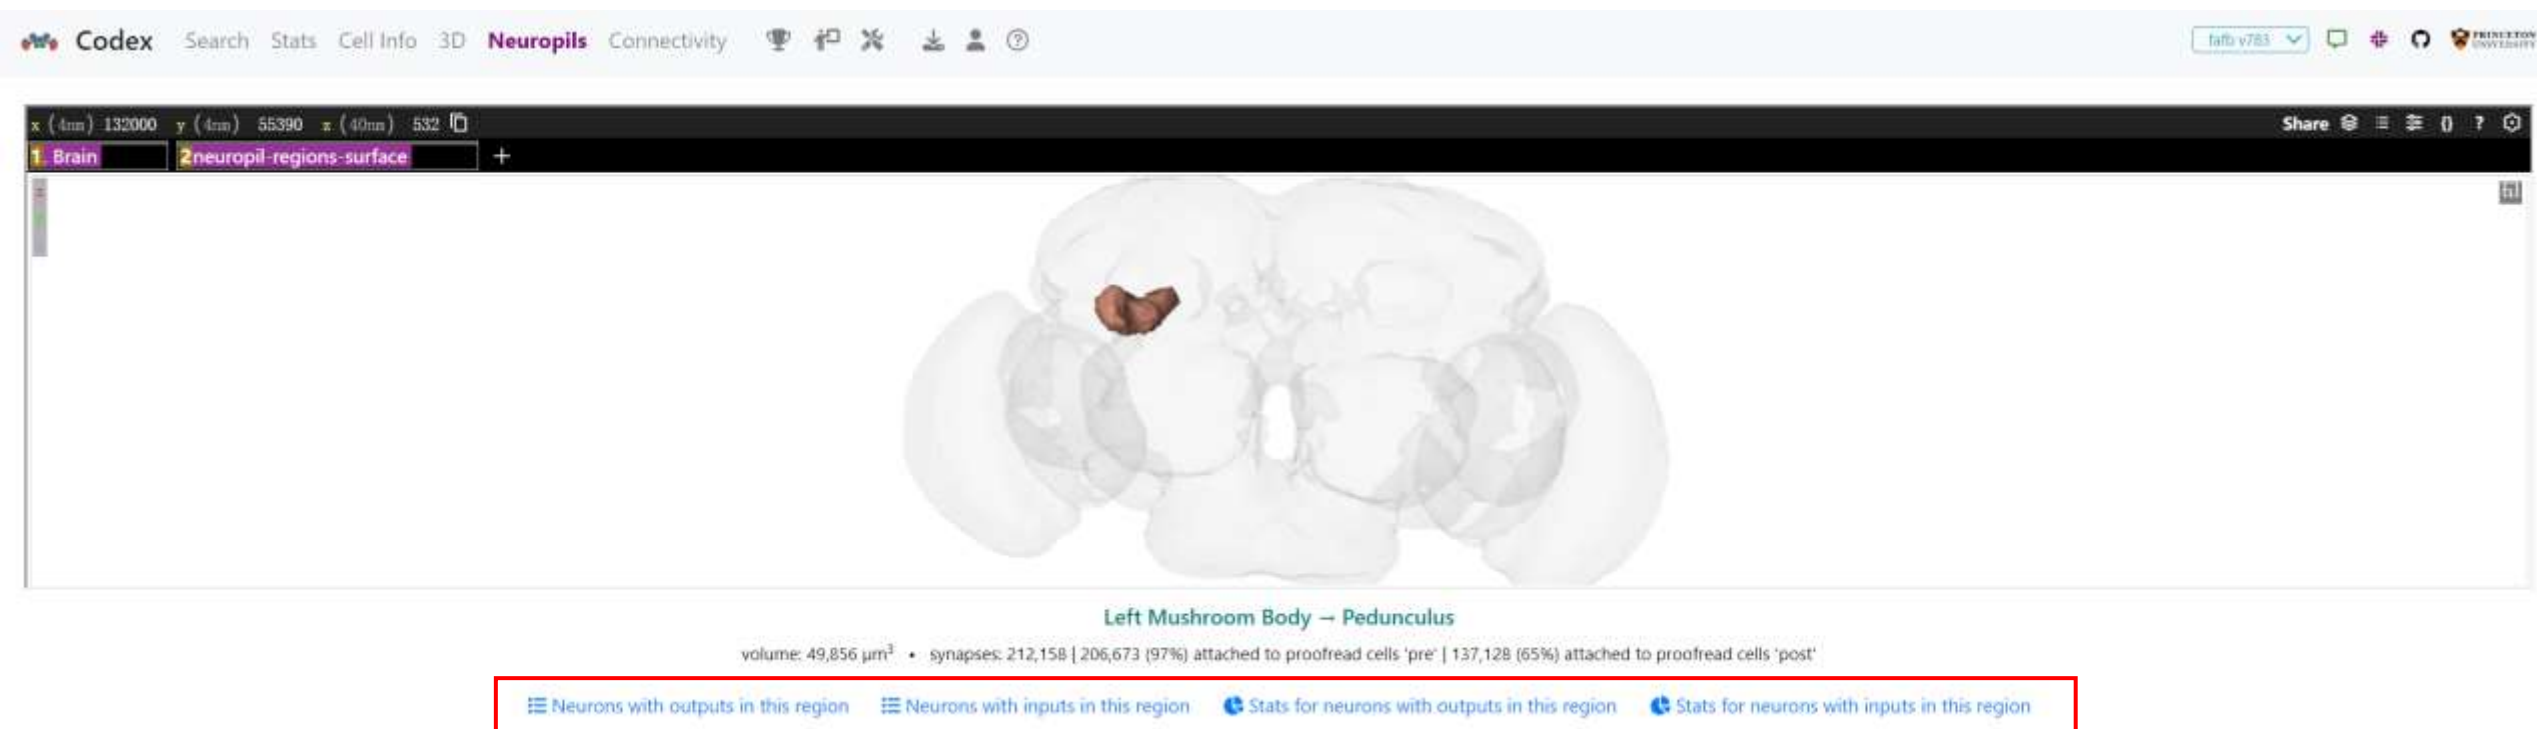 Codex Search Stats Cell Info 3D Neuropils Connectivity fafb v783 PRINCETON UNIVERSITY
x (4nm) 132000 y (4nm) 55390 z (40nm) 532 Share {} ?
1. Brain 2neuropil-regions-surface +
Left Mushroom Body → Pedunculus
volume: 49,856 μm³ • synapses: 212,158 | 206,673 (97%) attached to proofread cells 'pre' | 137,128 (65%) attached to proofread cells 'post'
Neurons with outputs in this region Neurons with inputs in this region Stats for neurons with outputs in this region Stats for neurons with inputs in this region